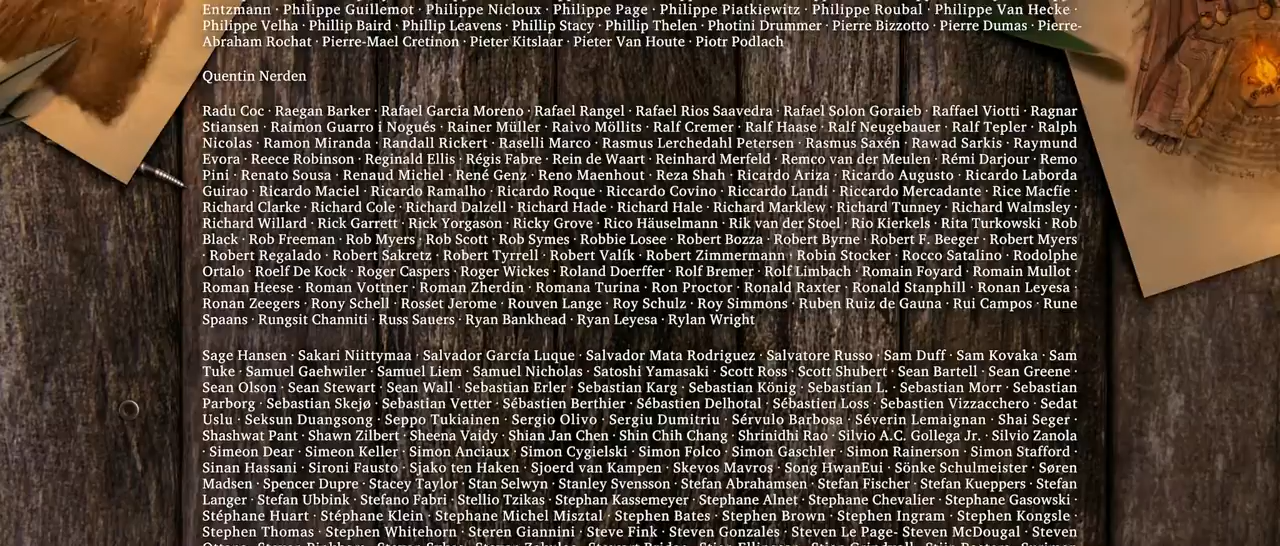 Entzmann · Philippe Guillemot · Philippe Nicloux · Philippe Page · Philippe Piatkiewitz · Philippe Roubal · Philippe Van Hecke ·
Philippe Velha · Phillip Baird · Phillip Leavens · Phillip Stacy · Phillip Thelen · Photini Drummer · Pierre Bizzotto · Pierre Dumas · Pierre-
Abraham Rochat · Pierre-Mael Cretinon · Pieter Kitslaar · Pieter Van Houte · Piotr Podlach
Quentin Nerden
Radu Coc · Raegan Barker · Rafael Garcia Moreno · Rafael Rangel · Rafael Rios Saavedra · Rafael Solon Goraieb · Raffael Viotti · Ragnar
Stiansen · Raimon Guarro i Nogués · Rainer Müller · Raivo Möllits · Ralf Cremer · Ralf Haase · Ralf Neugebauer · Ralf Tepler · Ralph
Nicolas · Ramon Miranda · Randall Rickert · Raselli Marco · Rasmus Lerchedahl Petersen · Rasmus Saxén · Rawad Sarkis · Raymund
Evora · Reece Robinson · Reginald Ellis · Régis Fabre · Rein de Waart · Reinhard Merfeld · Remco van der Meulen · Rémi Darjour · Remo
Pini · Renato Sousa · Renaud Michel · René Genz · Reno Maenhout · Reza Shah · Ricardo Ariza · Ricardo Augusto · Ricardo Laborda
Guirao · Ricardo Maciel · Ricardo Ramalho · Ricardo Roque · Riccardo Covino · Riccardo Landi · Riccardo Mercadante · Rice Macfie ·
Richard Clarke · Richard Cole · Richard Dalzell · Richard Hade · Richard Hale · Richard Marklew · Richard Tunney · Richard Walmsley ·
Richard Willard · Rick Garrett · Rick Yorgason · Ricky Grove · Rico Häuselmann · Rik van der Stoel · Rio Kierkels · Rita Turkowski · Rob
Black · Rob Freeman · Rob Myers · Rob Scott · Rob Symes · Robbie Losee · Robert Bozza · Robert Byrne · Robert F. Beeger · Robert Myers
· Robert Regalado · Robert Sakretz · Robert Tyrrell · Robert Valík · Robert Zimmermann · Robin Stocker · Rocco Satalino · Rodolphe
Ortalo · Roelf De Kock · Roger Caspers · Roger Wickes · Roland Doerffer · Rolf Bremer · Rolf Limbach · Romain Foyard · Romain Mullot ·
Roman Heese · Roman Vottner · Roman Zherdin · Romana Turina · Ron Proctor · Ronald Raxter · Ronald Stanphill · Ronan Leyesa ·
Ronan Zeegers · Rony Schell · Rosset Jerome · Rouven Lange · Roy Schulz · Roy Simmons · Ruben Ruiz de Gauna · Rui Campos · Rune
Spaans · Rungsit Channiti · Russ Sauers · Ryan Bankhead · Ryan Leyesa · Rylan Wright
Sage Hansen · Sakari Niittymaa · Salvador García Luque · Salvador Mata Rodriguez · Salvatore Russo · Sam Duff · Sam Kovaka · Sam
Tuke · Samuel Gaehwiler · Samuel Liem · Samuel Nicholas · Satoshi Yamasaki · Scott Ross · Scott Shubert · Sean Bartell · Sean Greene ·
Sean Olson · Sean Stewart · Sean Wall · Sebastian Erler · Sebastian Karg · Sebastian König · Sebastian L. · Sebastian Morr · Sebastian
Parborg · Sebastian Skejø · Sebastian Vetter · Sébastien Berthier · Sébastien Delhotal · Sébastien Loss · Sebastien Vizzacchero · Sedat
Uslu · Seksun Duangsong · Seppo Tukiainen · Sergio Olivo · Sergiu Dumitriu · Sérvulo Barbosa · Séverin Lemaignan · Shai Seger ·
Shashwat Pant · Shawn Zilbert · Sheena Vaidy · Shian Jan Chen · Shin Chih Chang · Shrinidhi Rao · Silvio A.C. Gollega Jr. · Silvio Zanola
· Simeon Dear · Simeon Keller · Simon Anciaux · Simon Cygielski · Simon Folco · Simon Gaschler · Simon Rainerson · Simon Stafford ·
Sinan Hassani · Sironi Fausto · Sjako ten Haken · Sjoerd van Kampen · Skevos Mavros · Song HwanEui · Sönke Schulmeister · Søren
Madsen · Spencer Dupre · Stacey Taylor · Stan Selwyn · Stanley Svensson · Stefan Abrahamsen · Stefan Fischer · Stefan Kueppers · Stefan
Langer · Stefan Ubbink · Stefano Fabri · Stellio Tzikas · Stephan Kassemeyer · Stephane Alnet · Stephane Chevalier · Stephane Gasowski ·
Stéphane Huart · Stéphane Klein · Stephane Michel Misztal · Stephen Bates · Stephen Brown · Stephen Ingram · Stephen Kongsle ·
Stephen Thomas · Stephen Whitehorn · Steren Giannini · Steve Fink · Steven Gonzales · Steven Le Page- Steven McDougal · Steven